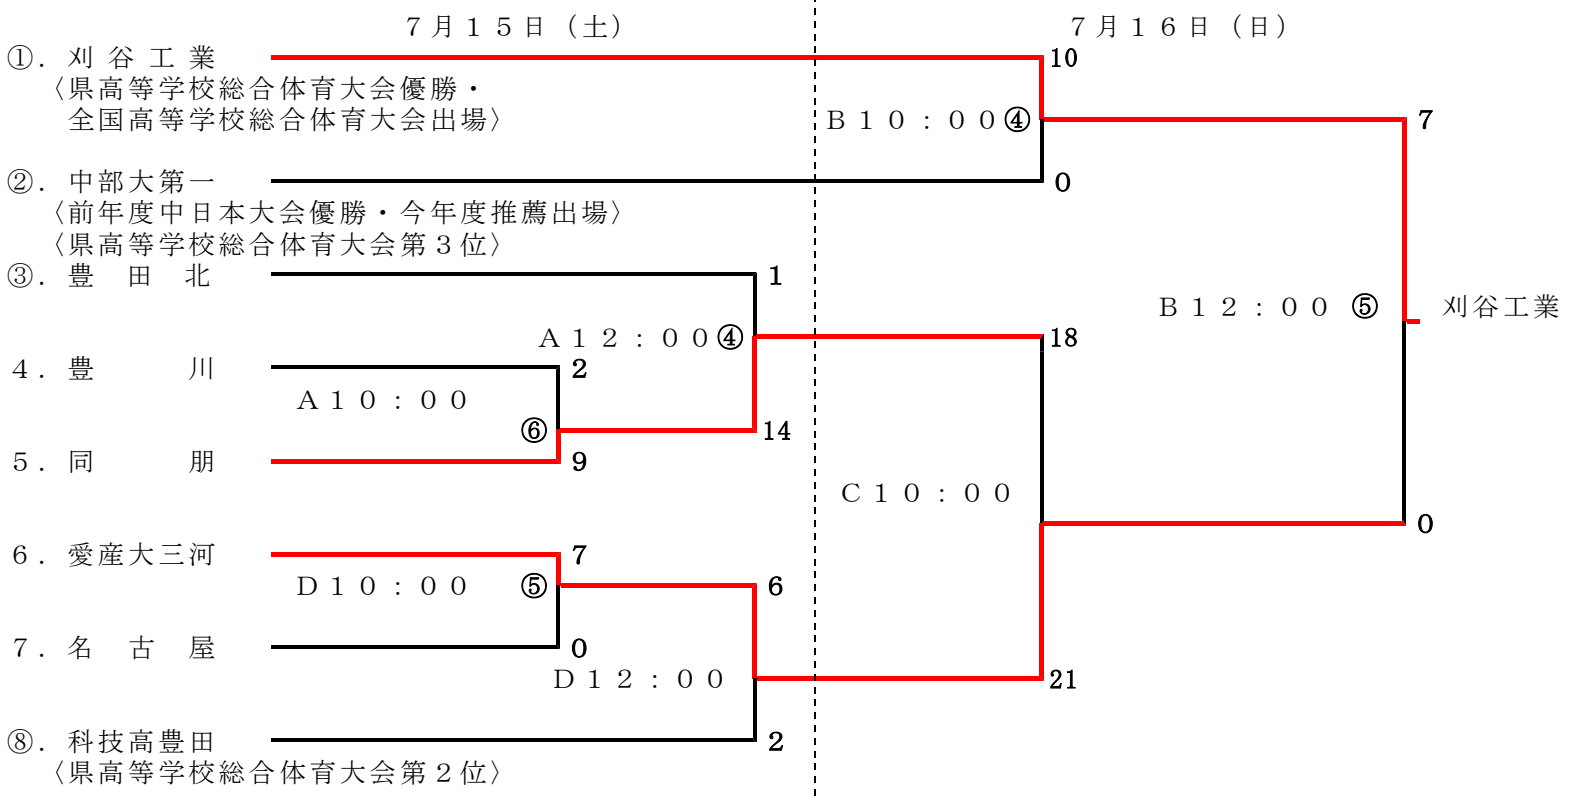 ７月１５日（土）　７月１６日（日）
①．刈谷工業　10
〈県高等学校総合体育大会優勝・
全国高等学校総合体育大会出場〉　Ｂ１０：００④　7
②．中部大第一　0
〈前年度中日本大会優勝・今年度推薦出場〉
〈県高等学校総合体育大会第３位〉
③．豊田北　1
Ｂ１２：００⑤　刈谷工業
Ａ１２：００④　18
４．豊川　2
Ａ１０：００
⑥　14
５．同朋　9
Ｃ１０：００
0
６．愛産大三河　7
Ｄ１０：００⑤　6
７．名古屋　0
Ｄ１２：００　21
⑧．科技高豊田　2
〈県高等学校総合体育大会第２位〉